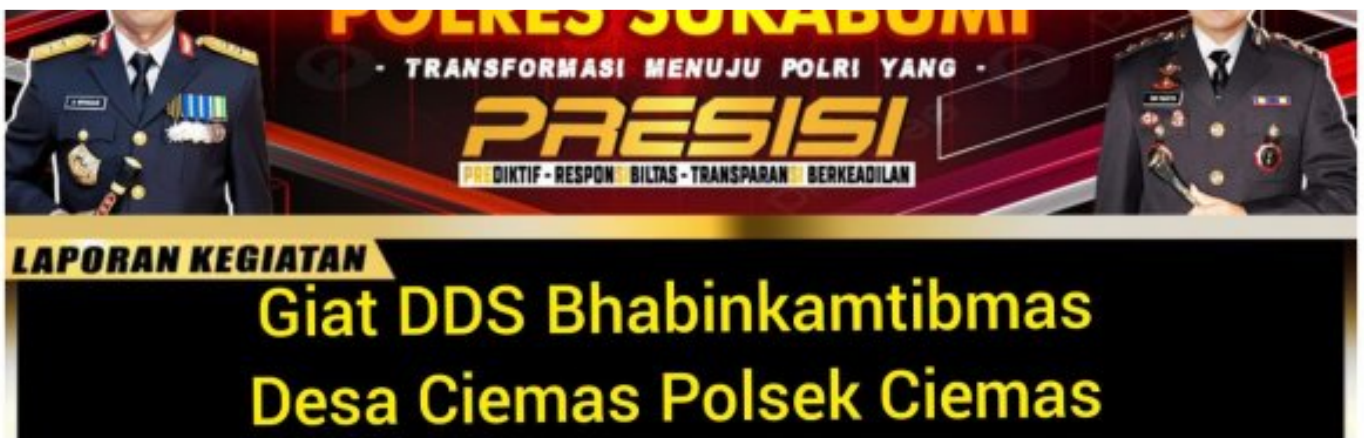 POLRES SUKABUMI
- TRANSFORMASI MENUJU POLRI YANG -
PRESISI
PREDIKTIF - RESPONSIBILTAS - TRANSPARANSI BERKEADILAN
LAPORAN KEGIATAN
Giat DDS Bhabinkamtibmas
Desa Ciemas Polsek Ciemas